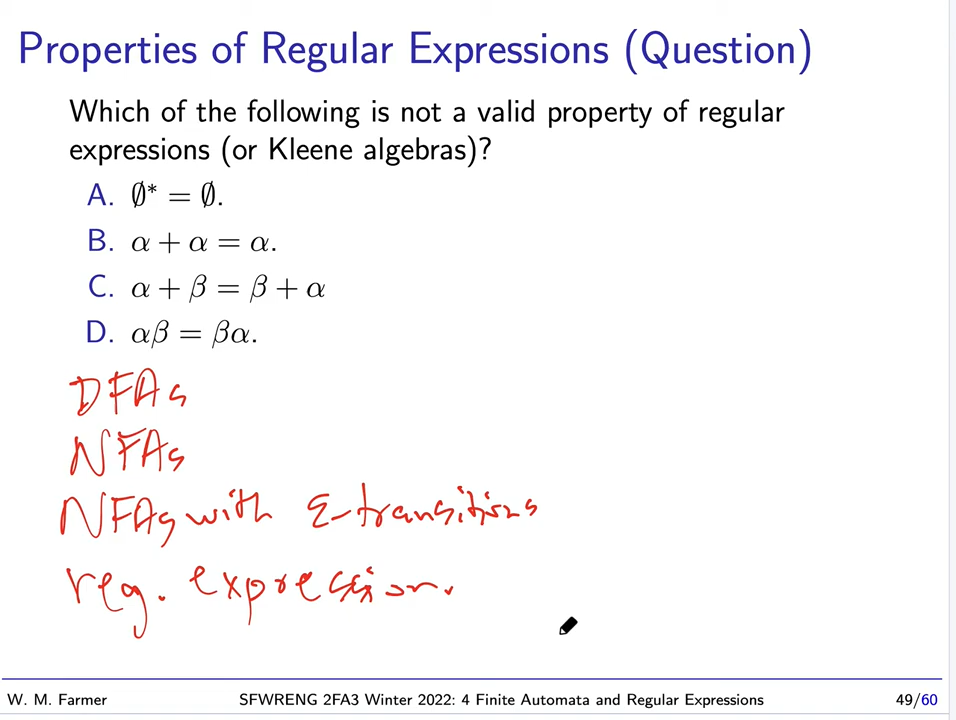 Properties of Regular Expressions (Question)
Which of the following is not a valid property of regular
expressions (or Kleene algebras)?
A. ∅* = ∅.
B. α + α = α.
C. α + β = β + α
D. αβ = βα.
DFAs
NFAs
NFAs with ε-transitions
reg. expression.
W. M. Farmer SFWRENG 2FA3 Winter 2022: 4 Finite Automata and Regular Expressions 49/60